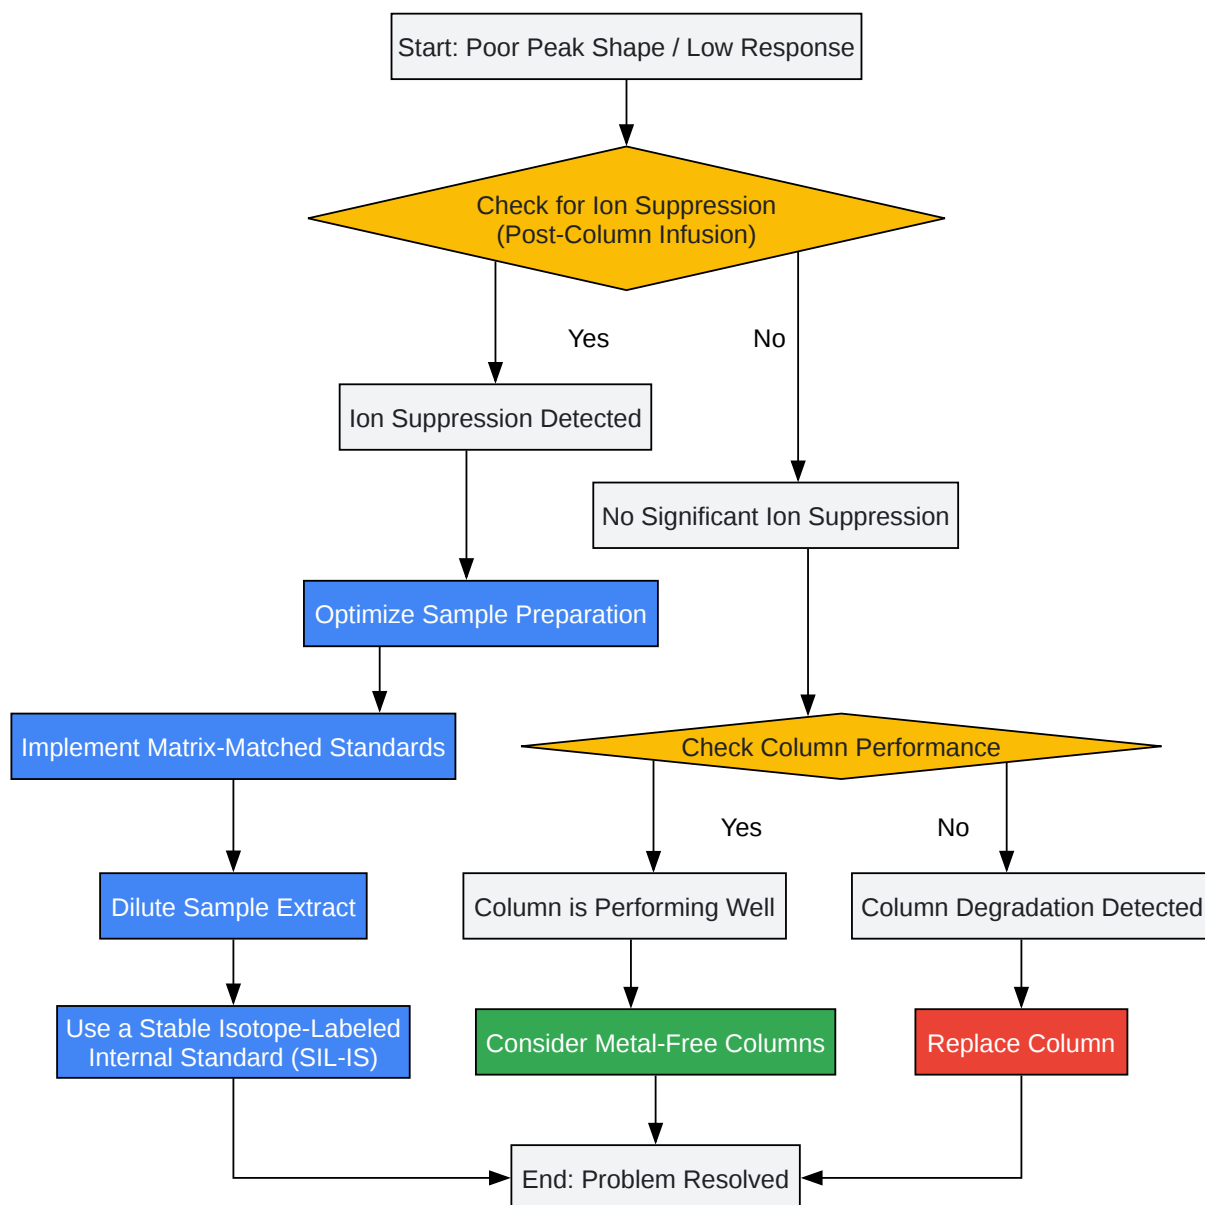 Start: Poor Peak Shape / Low Response
Check for Ion Suppression
(Post-Column Infusion)
Yes
No
Ion Suppression Detected
No Significant Ion Suppression
Optimize Sample Preparation
Implement Matrix-Matched Standards
Check Column Performance
Yes
No
Dilute Sample Extract
Column is Performing Well
Column Degradation Detected
Use a Stable Isotope-Labeled
Internal Standard (SIL-IS)
Consider Metal-Free Columns
Replace Column
End: Problem Resolved